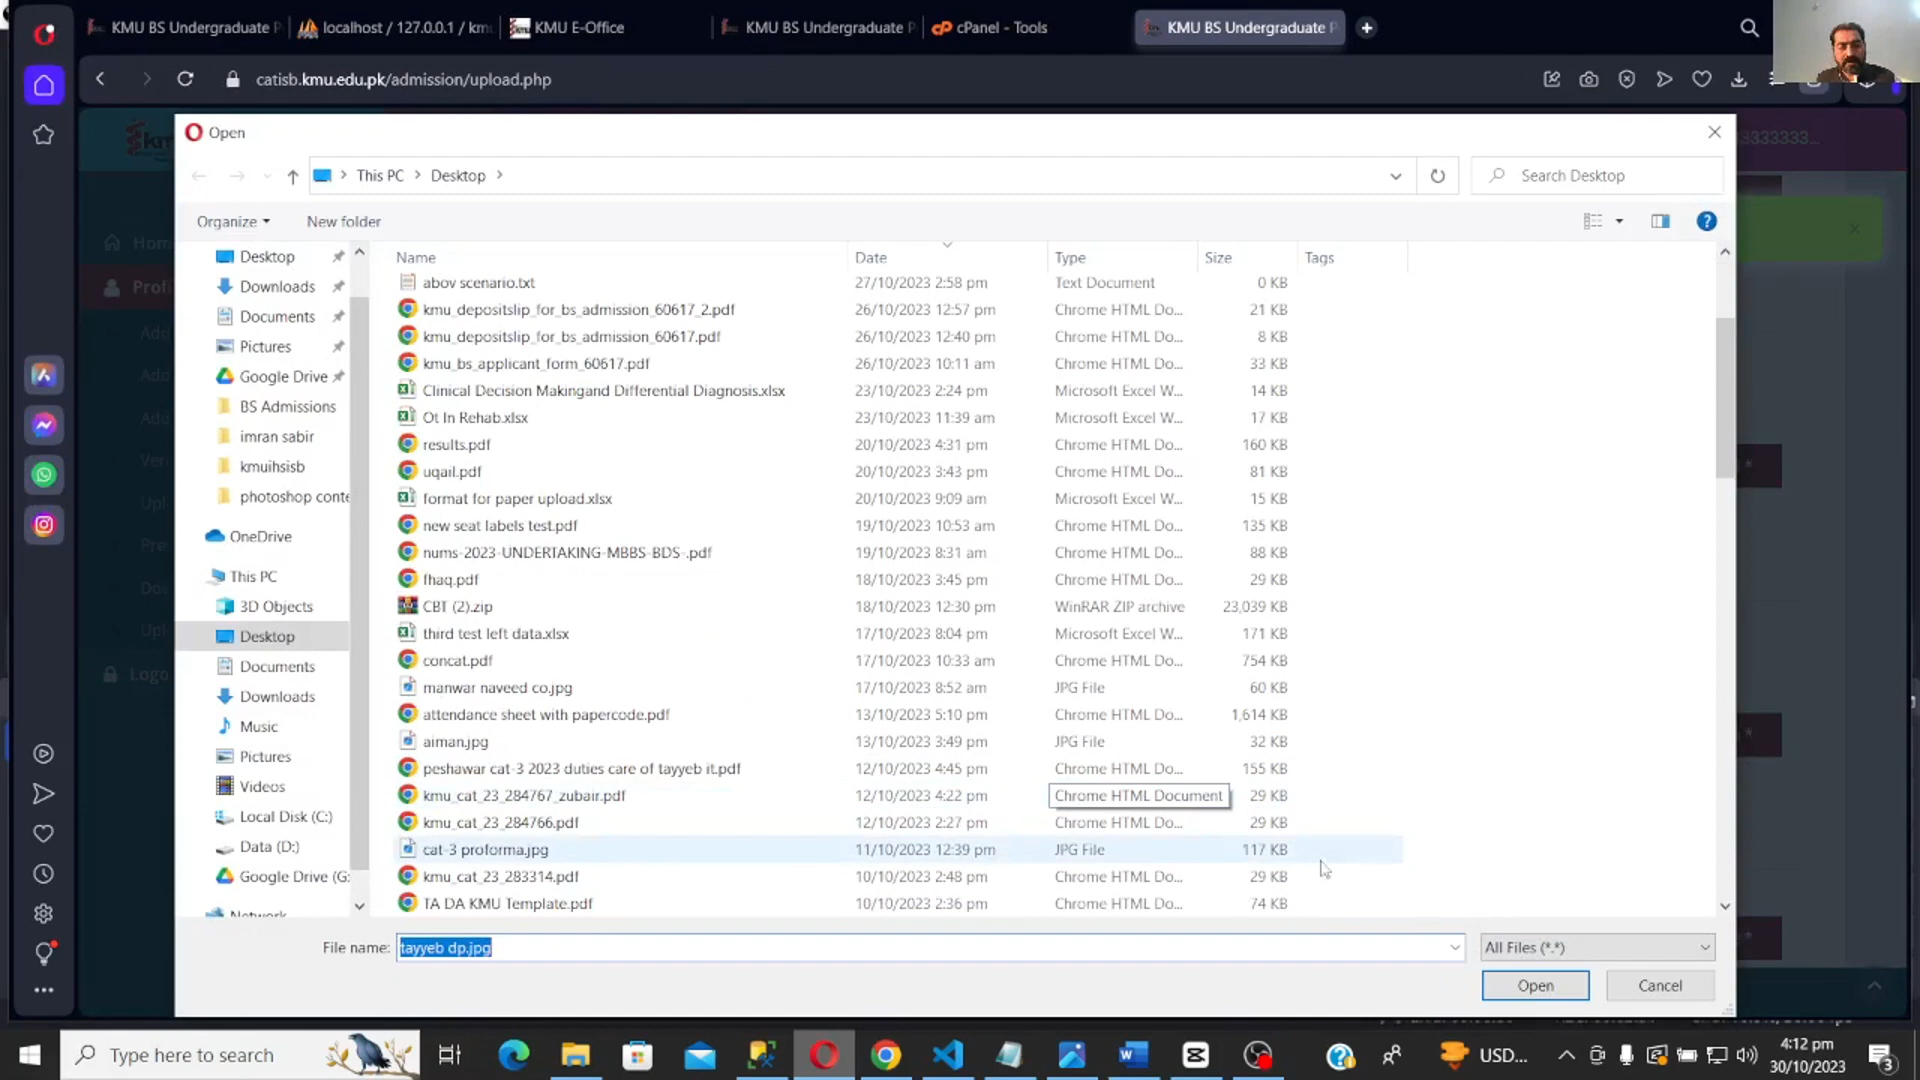 KMU BS Undergraduate P
localhost / 127.0.0.1 / kmu
KMU E-Office
KMU BS Undergraduate P
cPanel - Tools
KMU BS Undergraduate P
catisb.kmu.edu.pk/admission/upload.php
Open
This PC > Desktop >
Search Desktop
Organize
New folder
Name
Date
Type
Size
Tags
Desktop
Downloads
Documents
Pictures
Google Drive
BS Admissions
imran sabir
kmuihsisb
photoshop conte
OneDrive
This PC
3D Objects
Desktop
Documents
Downloads
Music
Pictures
Videos
Local Disk (C:)
Data (D:)
Google Drive (G:
Network
abov scenario.txt 27/10/2023 2:58 pm Text Document 0 KB
kmu_depositslip_for_bs_admission_60617_2.pdf 26/10/2023 12:57 pm Chrome HTML Do... 21 KB
kmu_depositslip_for_bs_admission_60617.pdf 26/10/2023 12:40 pm Chrome HTML Do... 8 KB
kmu_bs_applicant_form_60617.pdf 26/10/2023 10:11 am Chrome HTML Do... 33 KB
Clinical Decision Makingand Differential Diagnosis.xlsx 23/10/2023 2:24 pm Microsoft Excel W... 14 KB
Ot In Rehab.xlsx 23/10/2023 11:39 am Microsoft Excel W... 17 KB
results.pdf 20/10/2023 4:31 pm Chrome HTML Do... 160 KB
uqail.pdf 20/10/2023 3:43 pm Chrome HTML Do... 81 KB
format for paper upload.xlsx 20/10/2023 9:09 am Microsoft Excel W... 15 KB
new seat labels test.pdf 19/10/2023 10:53 am Chrome HTML Do... 135 KB
nums-2023-UNDERTAKING-MBBS-BDS-.pdf 19/10/2023 8:31 am Chrome HTML Do... 88 KB
fhaq.pdf 18/10/2023 3:45 pm Chrome HTML Do... 29 KB
CBT (2).zip 18/10/2023 12:30 pm WinRAR ZIP archive 23,039 KB
third test left data.xlsx 17/10/2023 8:04 pm Microsoft Excel W... 171 KB
concat.pdf 17/10/2023 10:33 am Chrome HTML Do... 754 KB
manwar naveed co.jpg 17/10/2023 8:52 am JPG File 60 KB
attendance sheet with papercode.pdf 13/10/2023 5:10 pm Chrome HTML Do... 1,614 KB
aiman.jpg 13/10/2023 3:49 pm JPG File 32 KB
peshawar cat-3 2023 duties care of tayyeb it.pdf 12/10/2023 4:45 pm Chrome HTML Do... 155 KB
kmu_cat_23_284767_zubair.pdf 12/10/2023 4:22 pm Chrome HTML Document 29 KB
kmu_cat_23_284766.pdf 12/10/2023 2:27 pm Chrome HTML Do... 29 KB
cat-3 proforma.jpg 11/10/2023 12:39 pm JPG File 117 KB
kmu_cat_23_283314.pdf 10/10/2023 2:48 pm Chrome HTML Do... 29 KB
TA DA KMU Template.pdf 10/10/2023 2:36 pm Chrome HTML Do... 74 KB
File name: tayyeb dp.jpg
All Files (*.*)
Open
Cancel
Type here to search
USD...
4:12 pm
30/10/2023
3